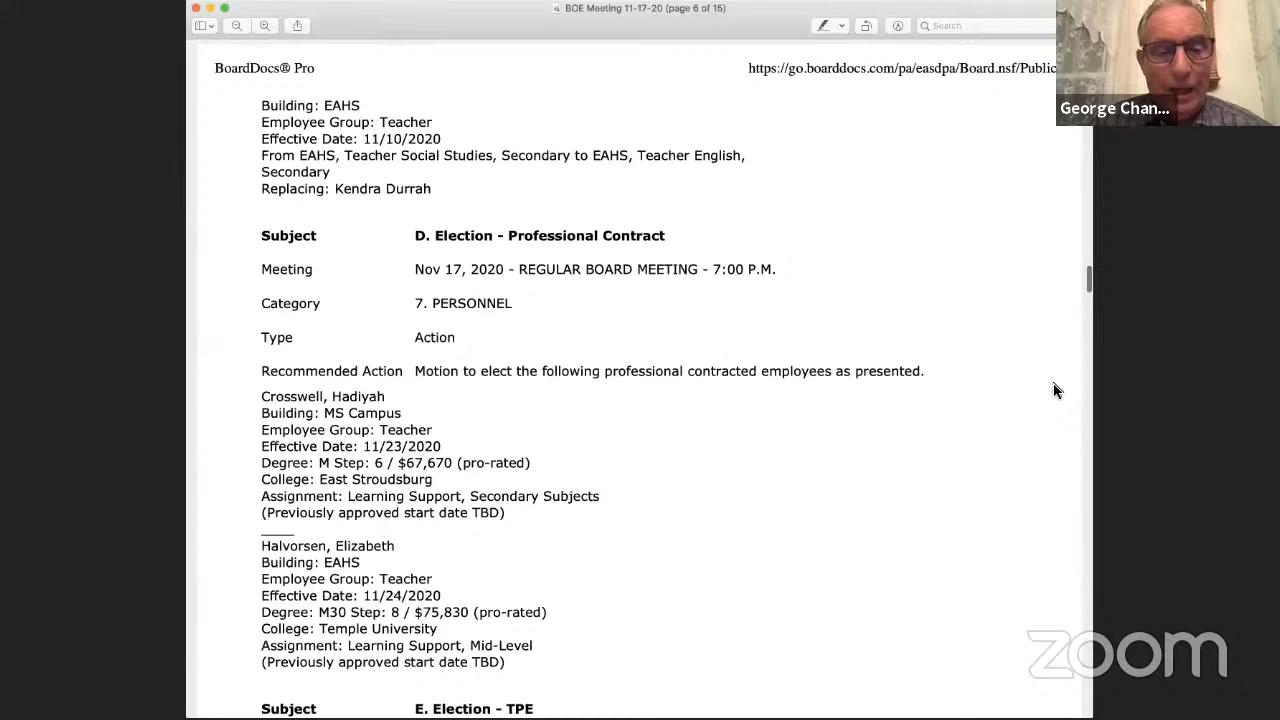 BOE Meeting 11-17-20 (page 6 of 15)
Search
BoardDocs® Pro
https://go.boarddocs.com/pa/easdpa/Board.nsf/Public
George Chan...
Building: EAHS
Employee Group: Teacher
Effective Date: 11/10/2020
From EAHS, Teacher Social Studies, Secondary to EAHS, Teacher English,
Secondary
Replacing: Kendra Durrah
Subject D. Election - Professional Contract
Meeting Nov 17, 2020 - REGULAR BOARD MEETING - 7:00 P.M.
Category 7. PERSONNEL
Type Action
Recommended Action Motion to elect the following professional contracted employees as presented.
Crosswell, Hadiyah
Building: MS Campus
Employee Group: Teacher
Effective Date: 11/23/2020
Degree: M Step: 6 / $67,670 (pro-rated)
College: East Stroudsburg
Assignment: Learning Support, Secondary Subjects
(Previously approved start date TBD)
Halvorsen, Elizabeth
Building: EAHS
Employee Group: Teacher
Effective Date: 11/24/2020
Degree: M30 Step: 8 / $75,830 (pro-rated)
College: Temple University
Assignment: Learning Support, Mid-Level
(Previously approved start date TBD)
zoom
Subject E. Election - TPE